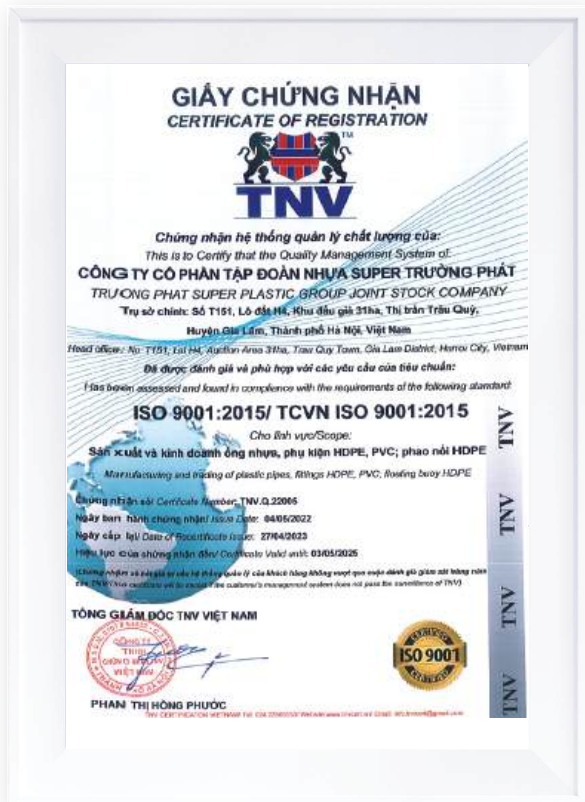 GIẤY CHỨNG NHẬN
CERTIFICATE OF REGISTRATION
TM
TNV
Chứng nhận hệ thống quản lý chất lượng của:
This is to Certify that the Quality Management System of:
CÔNG TY CỔ PHẦN TẬP ĐOÀN NHỰA SUPER TRƯỜNG PHÁT
TRUONG PHAT SUPER PLASTIC GROUP JOINT STOCK COMPANY
Trụ sở chính: Số T151, Lô đất H4, Khu đấu giá 31ha, Thị trấn Trâu Quỳ,
Huyện Gia Lâm, Thành phố Hà Nội, Việt Nam
Head office: No. T151, Lot H4, Auction Area 31ha, Trau Quy Town, Gia Lam District, Hanoi City, Vietnam
Đã được đánh giá và phù hợp với các yêu cầu của tiêu chuẩn:
Has been assessed and found in compliance with the requirements of the following standard:
ISO 9001:2015/ TCVN ISO 9001:2015
Cho lĩnh vực/Scope:
Sản xuất và kinh doanh ống nhựa, phụ kiện HDPE, PVC; phao nổi HDPE
Manufacturing and trading of plastic pipes, fittings HDPE, PVC, floating buoy HDPE
Chứng nhận số/ Certificate Number: TNV.Q.22005
Ngày ban hành chứng nhận/ Issue Date: 04/05/2022
Ngày cấp lại/ Date of Recertificate Issue: 27/04/2023
Hiệu lực của chứng nhận đến/ Certificate Valid until: 03/05/2025
TỔNG GIÁM ĐỐC TNV VIỆT NAM
PHAN THỊ HỒNG PHƯỚC
CERTIFIED
ISO 9001
CERTIFIED
TNV
TNV
TNV
TNV